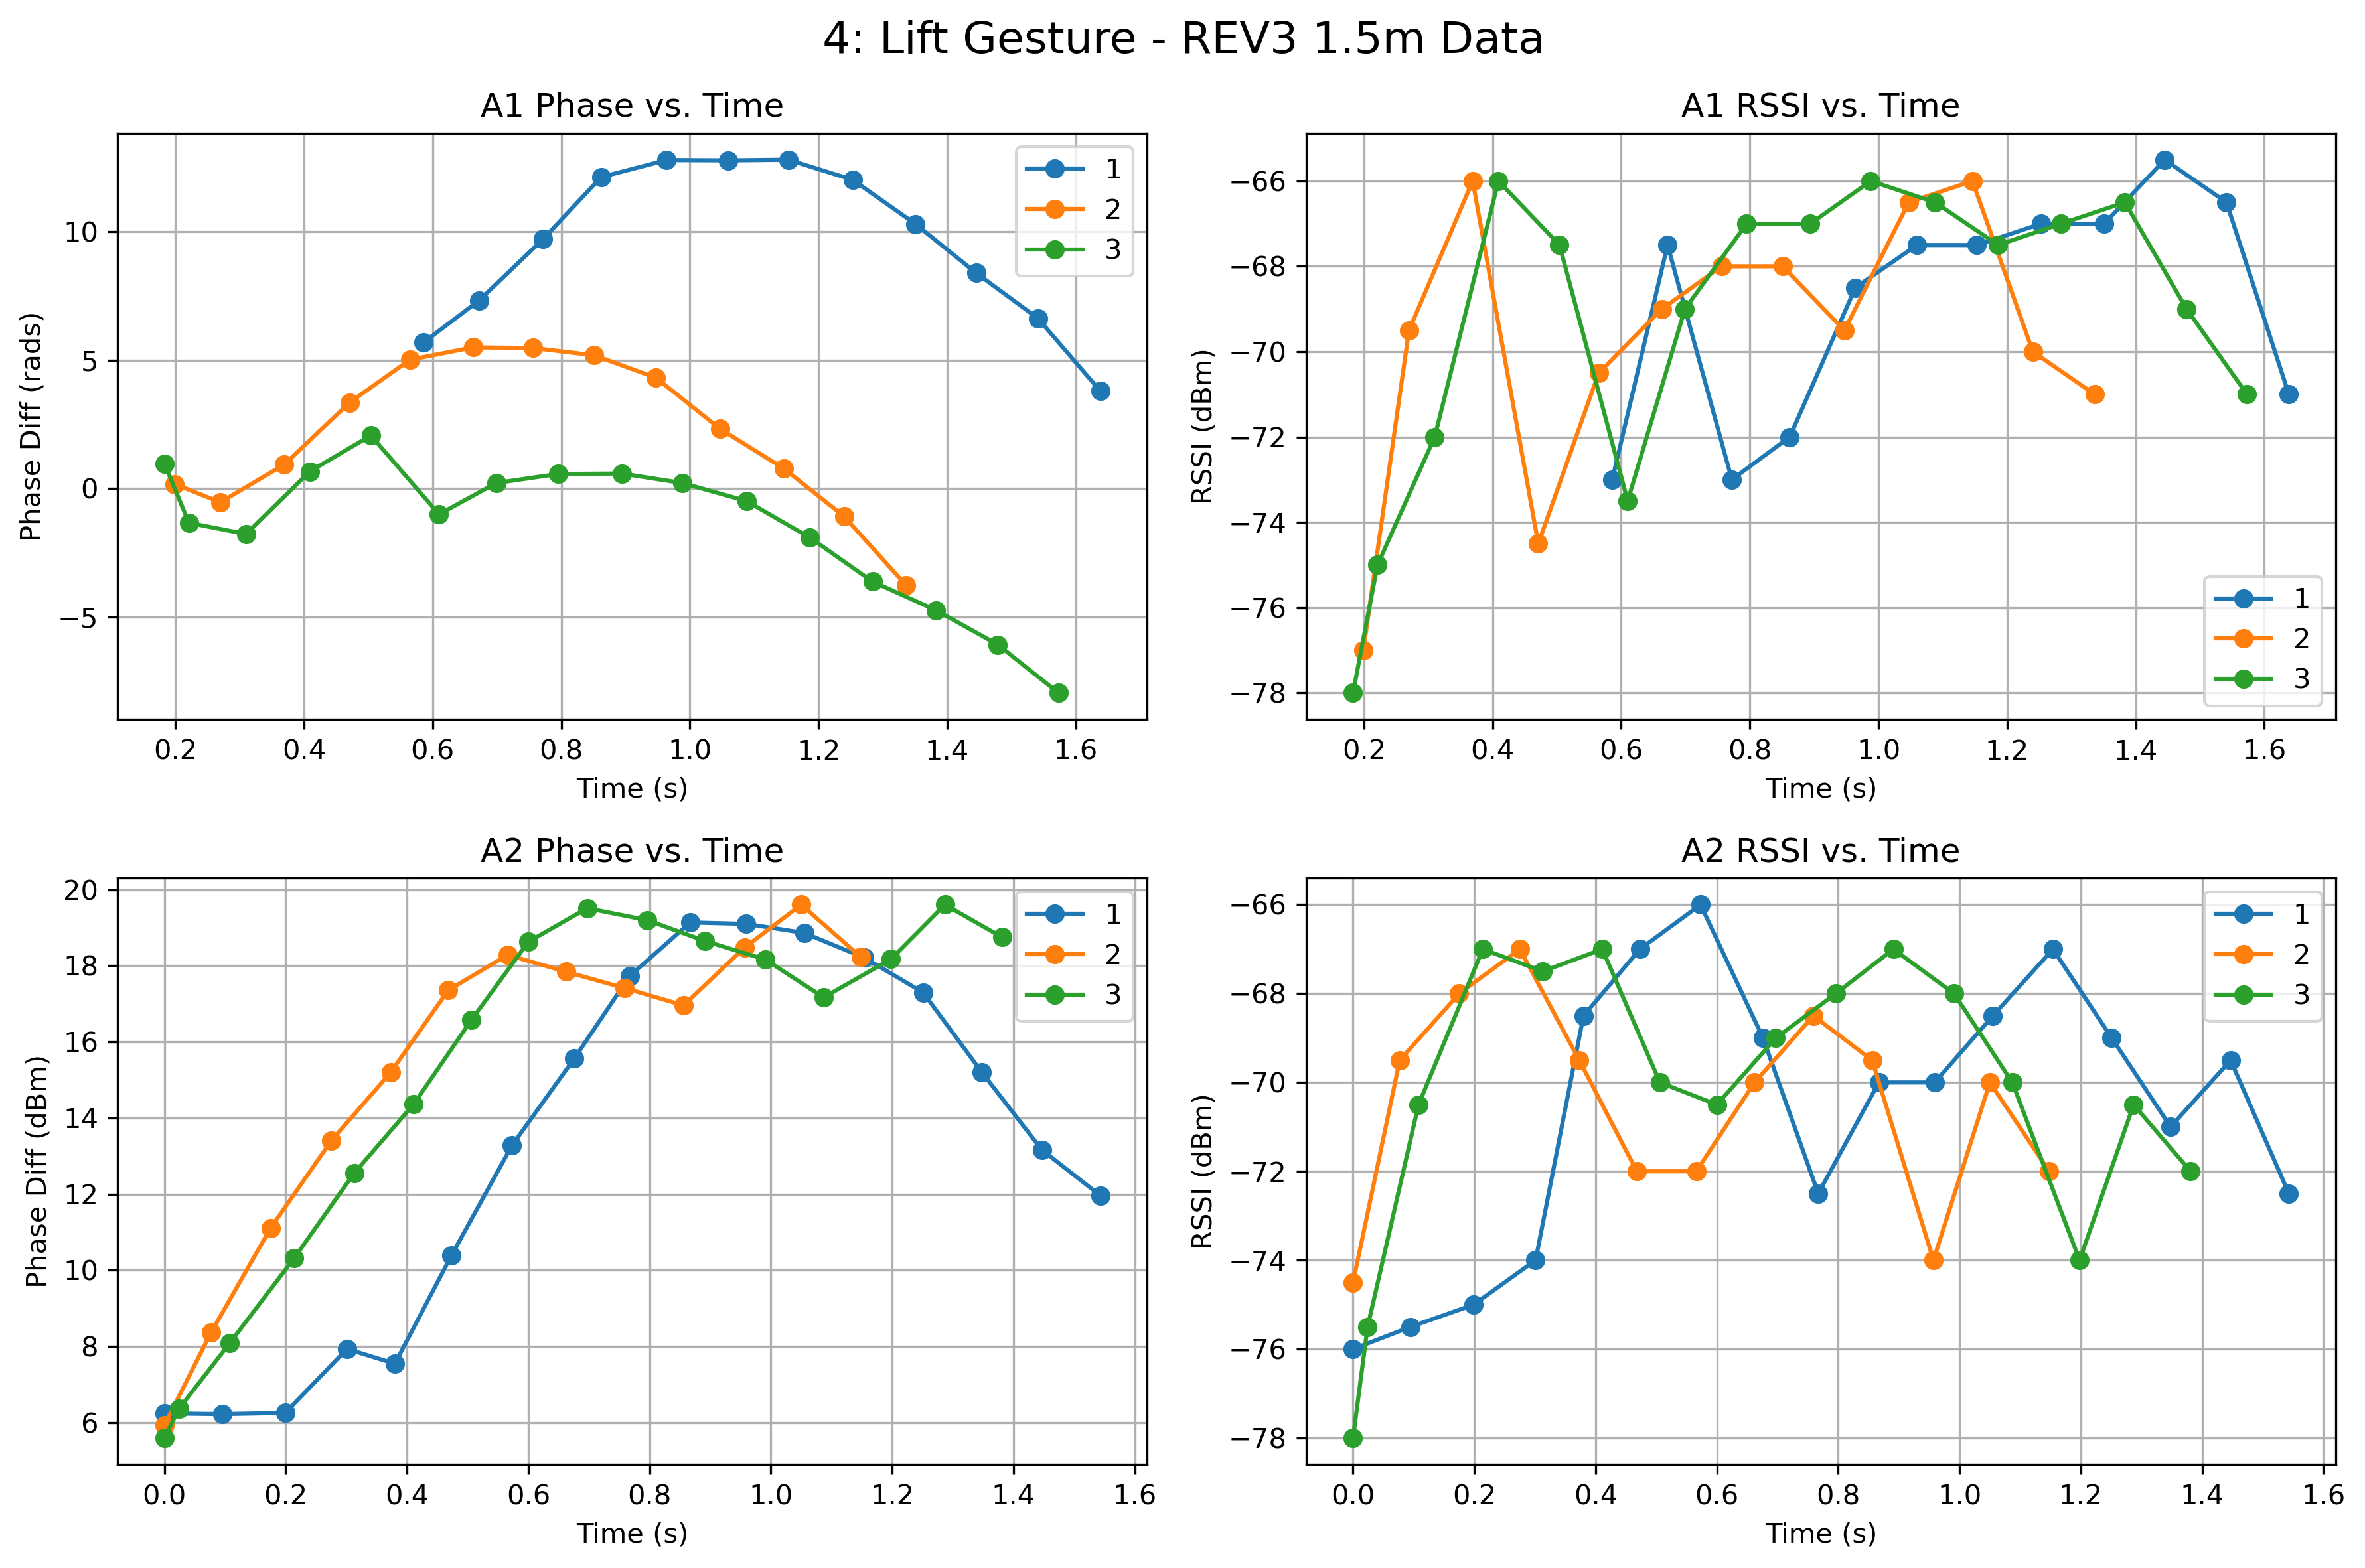 4: Lift Gesture - REV3 1.5m Data
A1 Phase vs. Time
Phase Diff (rads)
10
5
0
−5
1
2
3
0.2 0.4 0.6 0.8 1.0 1.2 1.4 1.6
Time (s)
A1 RSSI vs. Time
RSSI (dBm)
−66
−68
−70
−72
−74
−76
−78
1
2
3
0.2 0.4 0.6 0.8 1.0 1.2 1.4 1.6
Time (s)
A2 Phase vs. Time
Phase Diff (dBm)
20
18
16
14
12
10
8
6
1
2
3
0.0 0.2 0.4 0.6 0.8 1.0 1.2 1.4 1.6
Time (s)
A2 RSSI vs. Time
RSSI (dBm)
−66
−68
−70
−72
−74
−76
−78
1
2
3
0.0 0.2 0.4 0.6 0.8 1.0 1.2 1.4 1.6
Time (s)